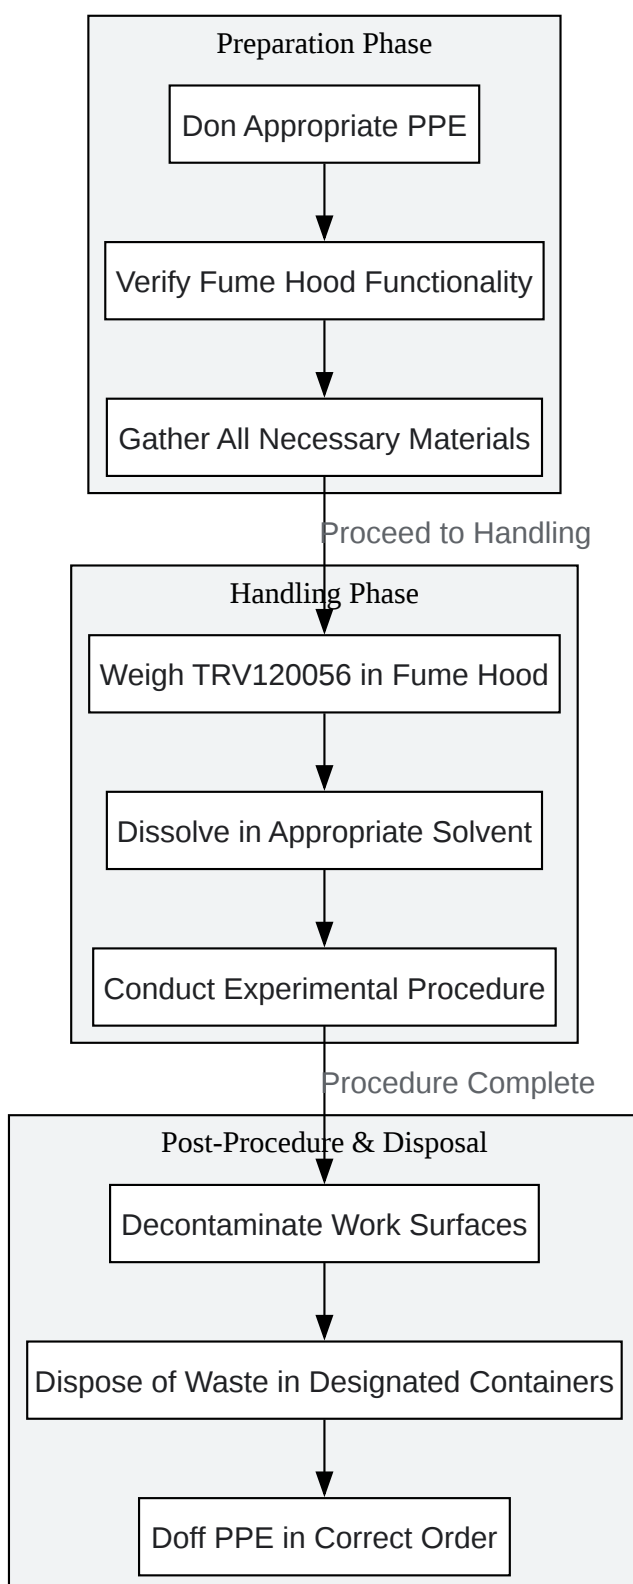 Preparation Phase
Don Appropriate PPE
Verify Fume Hood Functionality
Gather All Necessary Materials
Proceed to Handling
Handling Phase
Weigh TRV120056 in Fume Hood
Dissolve in Appropriate Solvent
Conduct Experimental Procedure
Procedure Complete
Post-Procedure & Disposal
Decontaminate Work Surfaces
Dispose of Waste in Designated Containers
Doff PPE in Correct Order